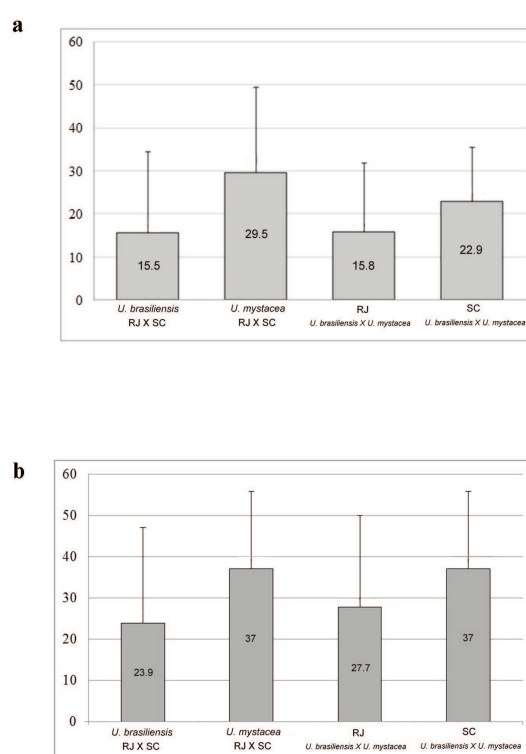 a
60
50
40
30
20
10
0
15.5
29.5
15.8
22.9
U. brasiliensis
RJ X SC
U. mystacea
RJ X SC
RJ
U. brasiliensis X U. mystacea
SC
U. brasiliensis X U. mystacea
b
60
50
40
30
20
10
0
23.9
37
27.7
37
U. brasiliensis
RJ X SC
U. mystacea
RJ X SC
RJ
U. brasiliensis X U. mystacea
SC
U. brasiliensis X U. mystacea